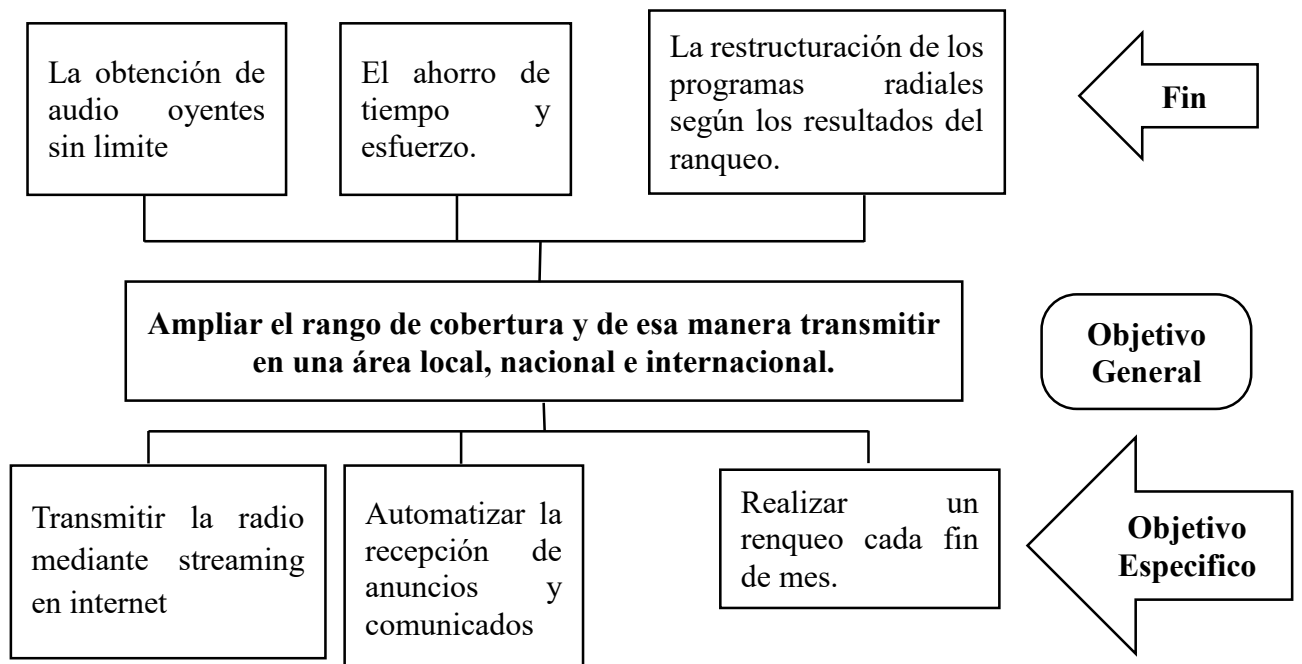 La obtención de
audio oyentes
sin limite
El ahorro de
tiempo y
esfuerzo.
La restructuración de los
programas radiales
según los resultados del
ranqueo.
Fin
Ampliar el rango de cobertura y de esa manera transmitir
en una área local, nacional e internacional.
Objetivo
General
Transmitir la radio
mediante streaming
en internet
Automatizar la
recepción de
anuncios y
comunicados
Realizar un
renqueo cada fin
de mes.
Objetivo
Especifico